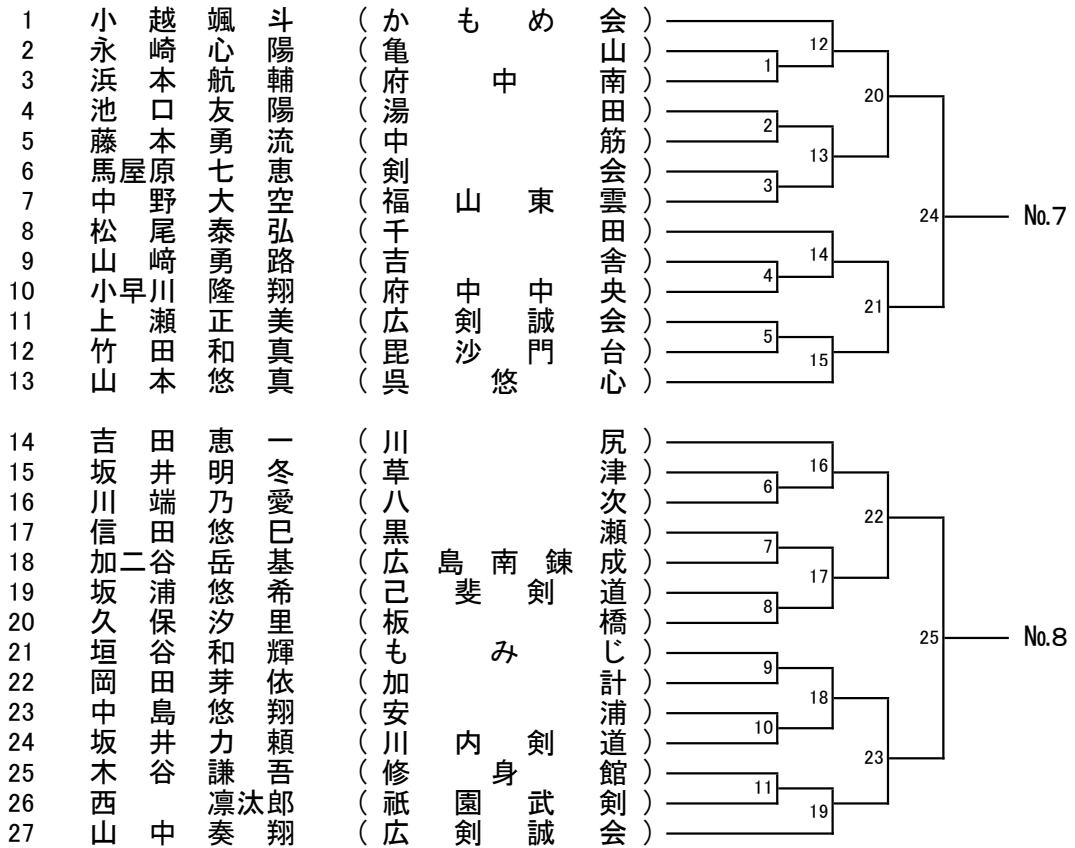 1 小越颯斗 (かもめ会)
2 永崎心陽 (亀山)
3 浜本航輔 (府中南)
4 池口友陽 (湯田)
5 藤本勇流 (中筋)
6 馬屋原七恵 (剣会)
7 中野大空 (福山東雲)
8 松尾泰弘 (千田)
9 山﨑勇路 (吉舎)
10 小早川隆翔 (府中中央)
11 上瀬正美 (広剣誠会)
12 竹田和真 (毘沙門台)
13 山本悠真 (呉悠心)
12
1
20
2
13
3
24 No.7
14
4
21
5
15
14 吉田恵一 (川尻)
15 坂井明冬 (草津)
16 川端乃愛 (八次)
17 信田悠巳 (黒瀬)
18 加二谷岳基 (広島南錬成)
19 坂浦悠希 (己斐剣道)
20 久保汐里 (板橋)
21 垣谷和輝 (もみじ)
22 岡田芽依 (加計)
23 中島悠翔 (安浦)
24 坂井力頼 (川内剣道)
25 木谷謙吾 (修身館)
26 西凛汰郎 (祇園武剣)
27 山中奏翔 (広剣誠会)
16
6
22
7
17
8
25 No.8
9
18
10
23
11
19